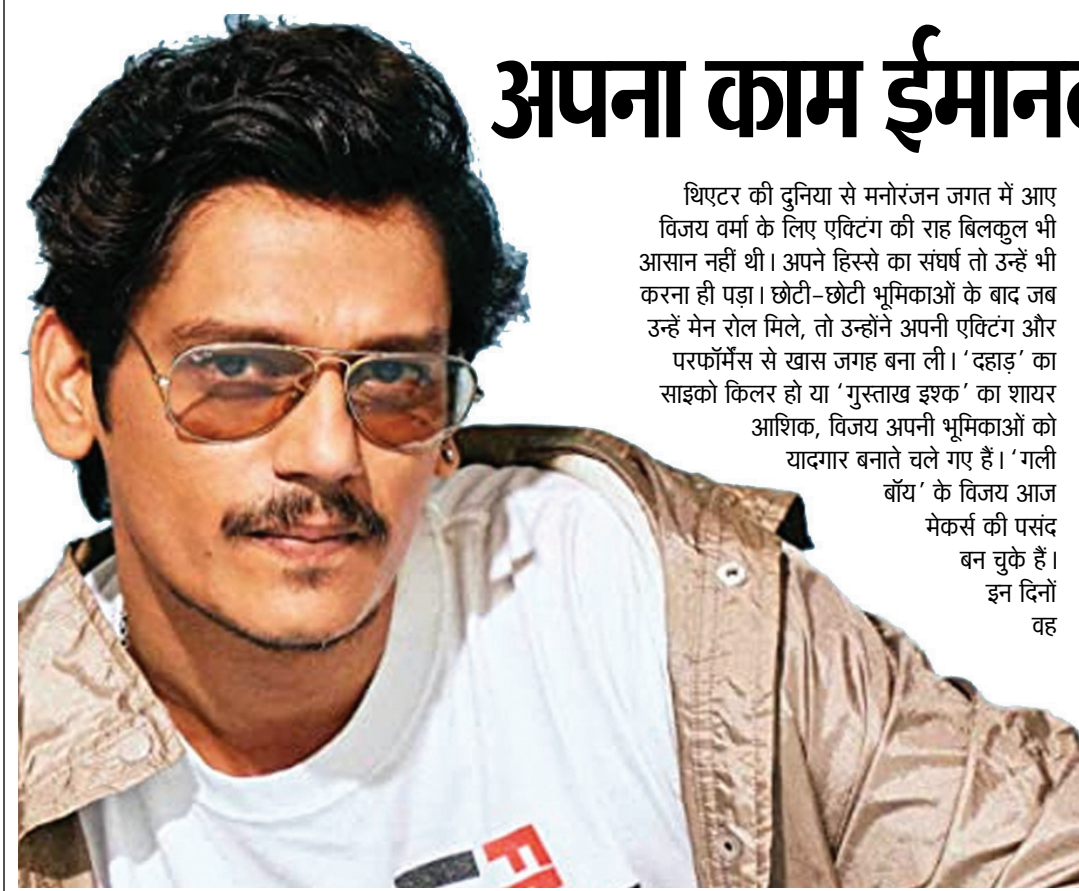 अपना काम ईमान
थिएटर की दुनिया से मनोरंजन जगत में आए
विजय वर्मा के लिए एक्टिंग की राह बिलकुल भी
आसान नहीं थी। अपने हिस्से का संघर्ष तो उन्हें भी
करना ही पड़ा। छोटी-छोटी भूमिकाओं के बाद जब
उन्हें मेन रोल मिले, तो उन्होंने अपनी एक्टिंग और
परफॉर्मेंस से खास जगह बना ली। ‘दहाड़’ का
साइको किलर हो या ‘गुस्ताख इश्क’ का शायर
आशिक, विजय अपनी भूमिकाओं को
यादगार बनाते चले गए हैं। ‘गली
बॉय’ के विजय आज
मेकर्स की पसंद
बन चुके हैं।
इन दिनों
वह